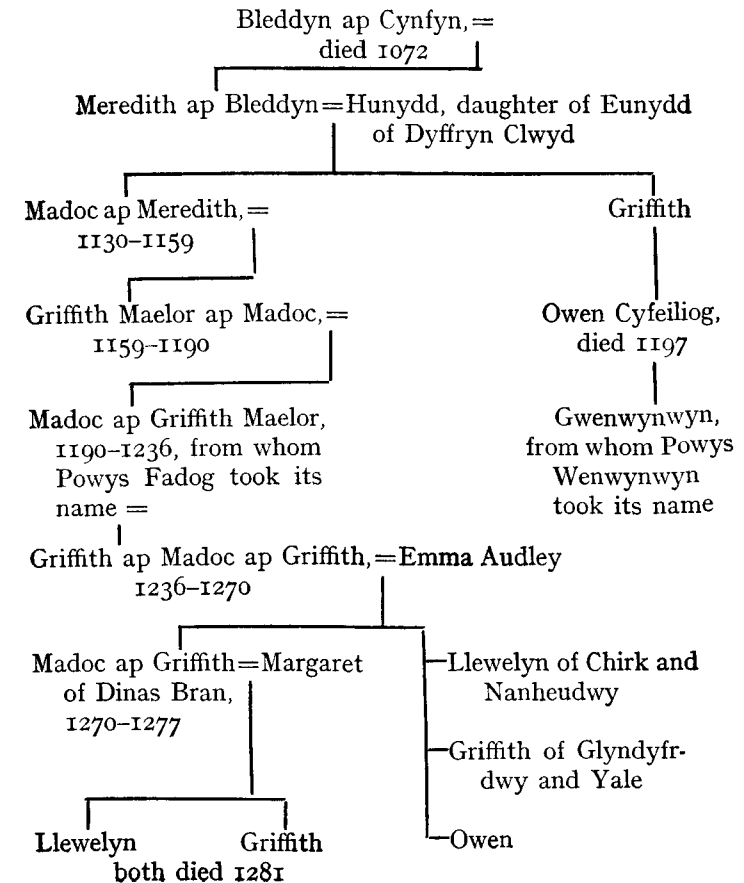 Bleddyn ap Cynfyn,=
died 1072
Meredith ap Bleddyn=Hunydd, daughter of Eunydd
of Dyffryn Clwyd
Madoc ap Meredith,=
1130–1159
Griffith
Griffith Maelor ap Madoc,=
1159–1190
Owen Cyfeiliog,
died 1197
Madoc ap Griffith Maelor,
1190–1236, from whom
Powys Fadog took its
name =
Gwenwynwyn,
from whom Powys
Wenwynwyn
took its name
Griffith ap Madoc ap Griffith,=Emma Audley
1236–1270
Madoc ap Griffith=Margaret
of Dinas Bran,
1270–1277
Llewelyn of Chirk and
Nanheudwy
Griffith of Glyndyfr-
dwy and Yale
Owen
Llewelyn Griffith
both died 1281